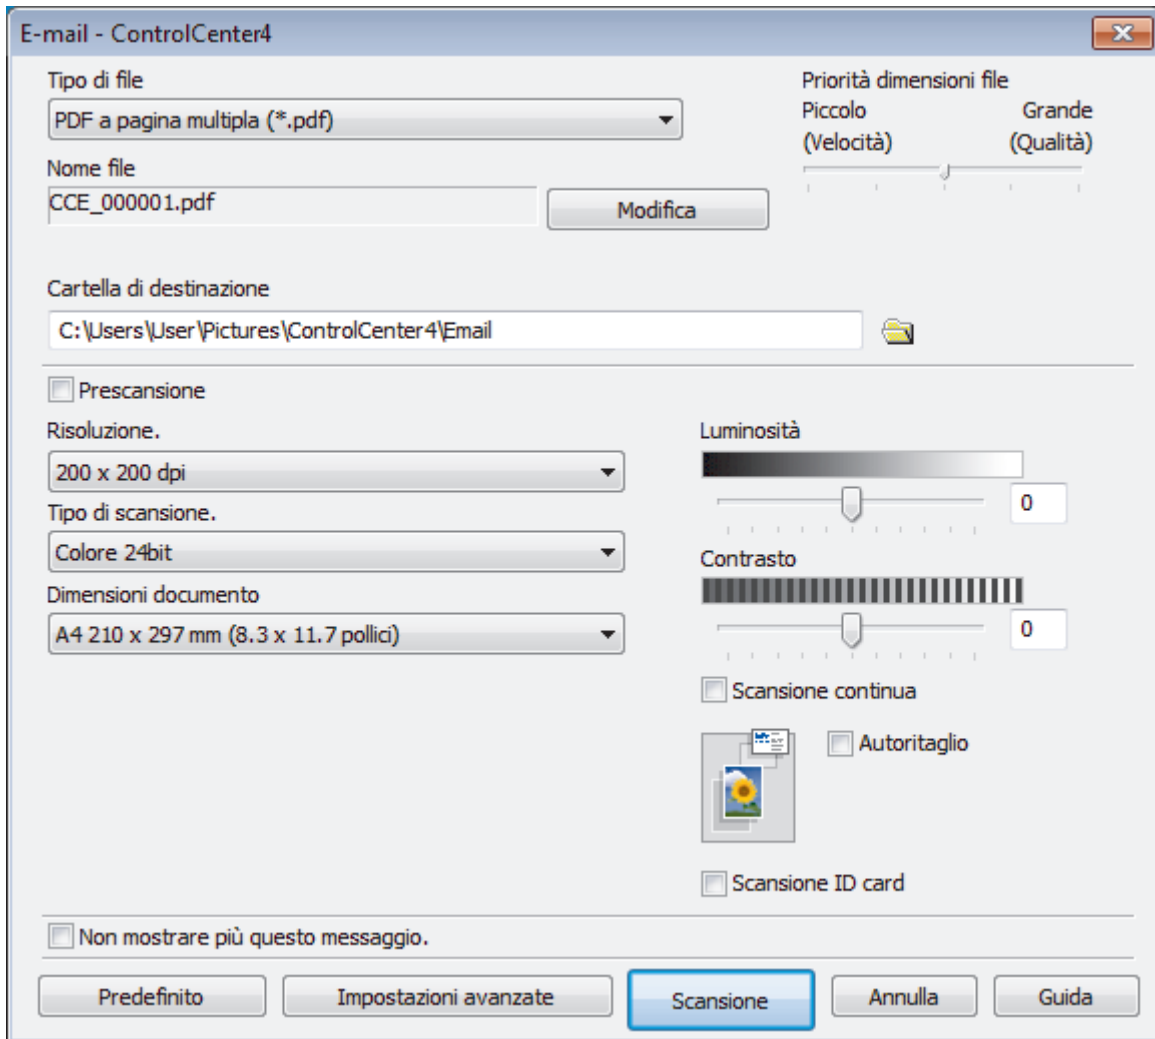 E-mail - ControlCenter4
Tipo di file
PDF a pagina multipla (*.pdf)
Nome file
CCE_000001.pdf
Modifica
Priorità dimensioni file
Piccolo Grande
(Velocità) (Qualità)
Cartella di destinazione
C:\Users\User\Pictures\ControlCenter4\Email
Prescansione
Risoluzione.
200 x 200 dpi
Tipo di scansione.
Colore 24bit
Dimensioni documento
A4 210 x 297 mm (8.3 x 11.7 pollici)
Luminosità
0
Contrasto
0
Scansione continua
Autoritaglio
Scansione ID card
Non mostrare più questo messaggio.
Predefinito Impostazioni avanzate Scansione Annulla Guida